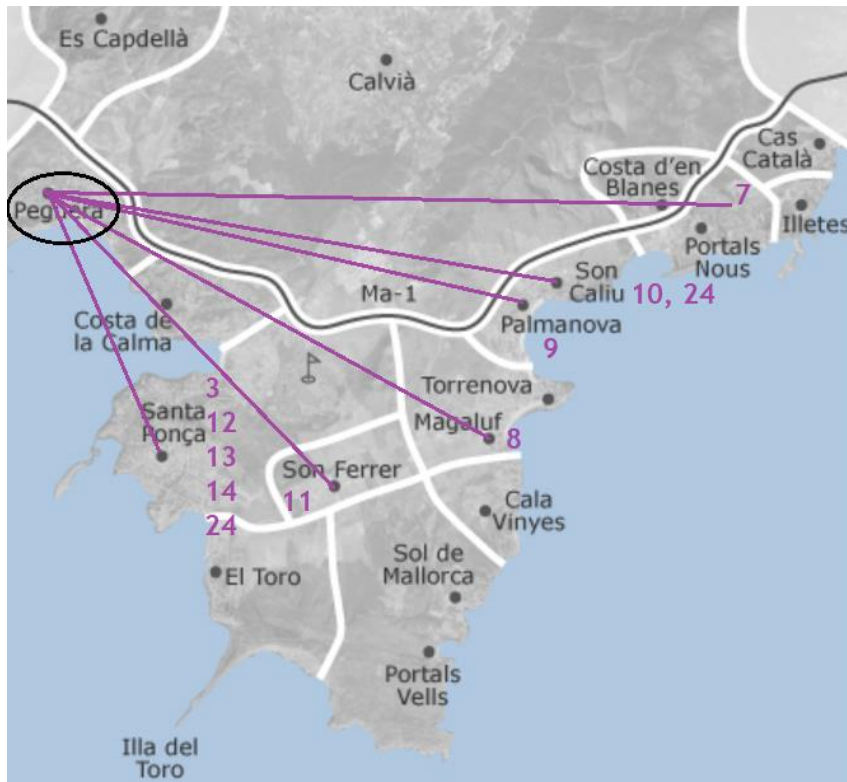 Es Capdellà
Calvià
Cas
Català
Costa d'en
Blanes
7
Peguera
Illetes
Portals
Nous
Son
Caliu
10, 24
Ma-1
Costa de
la Calma
Palmanova
9
Torrenova
3
Santa
Ponça
12
Magaluf
8
13
Son Ferrer
14
11
24
Cala
Vinyes
El Toro
Sol de
Mallorca
Portals
Vells
Illa del
Toro